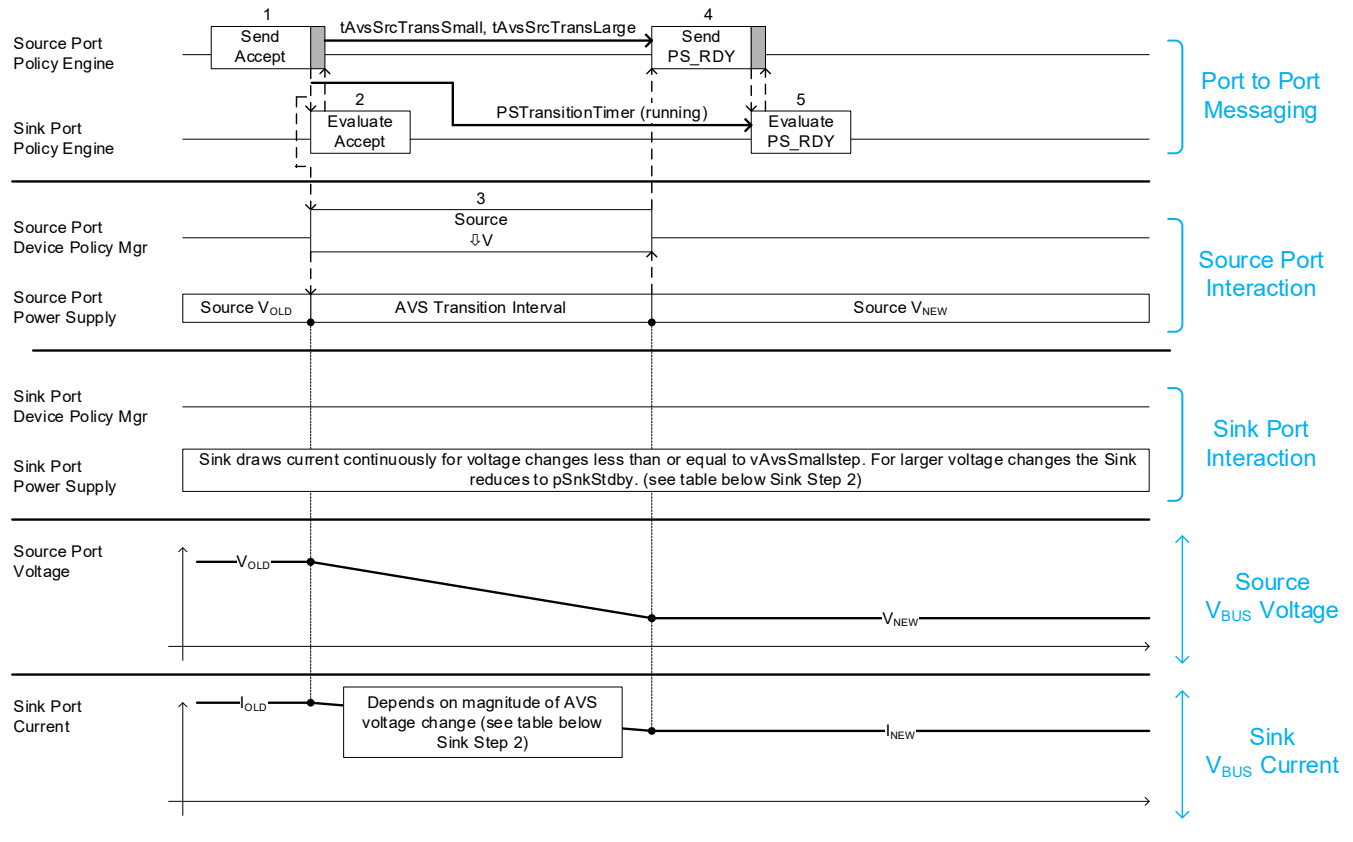 1
4
Source Port
Policy Engine
Send
Accept
tAvsSrcTransSmall, tAvsSrcTransLarge
Send
PS_RDY
Port to Port
Messaging
2
5
Sink Port
Policy Engine
Evaluate
Accept
PSTransitionTimer (running)
Evaluate
PS_RDY
3
Source Port
Device Policy Mgr
Source
⇩V
Source Port
Interaction
Source Port
Power Supply
Source VOLD
AVS Transition Interval
Source VNEW
Sink Port
Device Policy Mgr
Sink Port
Interaction
Sink Port
Power Supply
Sink draws current continuously for voltage changes less than or equal to vAvsSmallstep. For larger voltage changes the Sink
reduces to pSnkStdby. (see table below Sink Step 2)
Source Port
Voltage
VOLD
VNEW
Source
VBUS Voltage
Sink Port
Current
IOLD
Depends on magnitude of AVS
voltage change (see table below
Sink Step 2)
INEW
Sink
VBUS Current